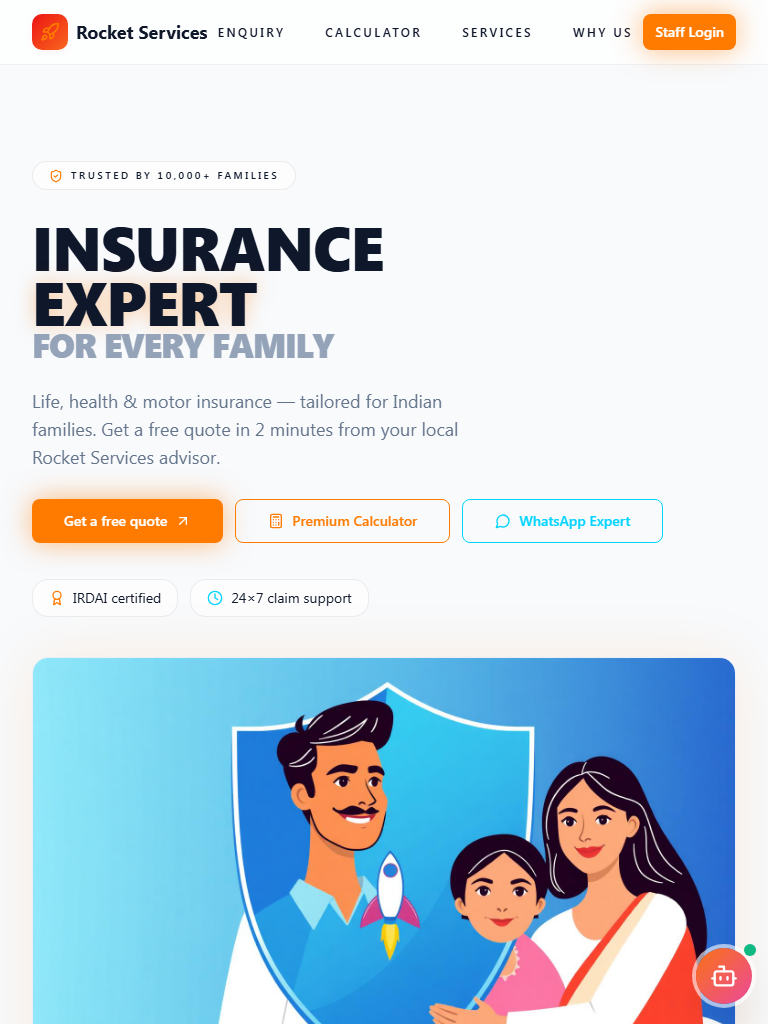 Rocket Services ENQUIRY CALCULATOR SERVICES WHY US Staff Login
TRUSTED BY 10,000+ FAMILIES
INSURANCE
EXPERT
FOR EVERY FAMILY
Life, health & motor insurance — tailored for Indian
families. Get a free quote in 2 minutes from your local
Rocket Services advisor.
Get a free quote Premium Calculator WhatsApp Expert
IRDAI certified 24×7 claim support